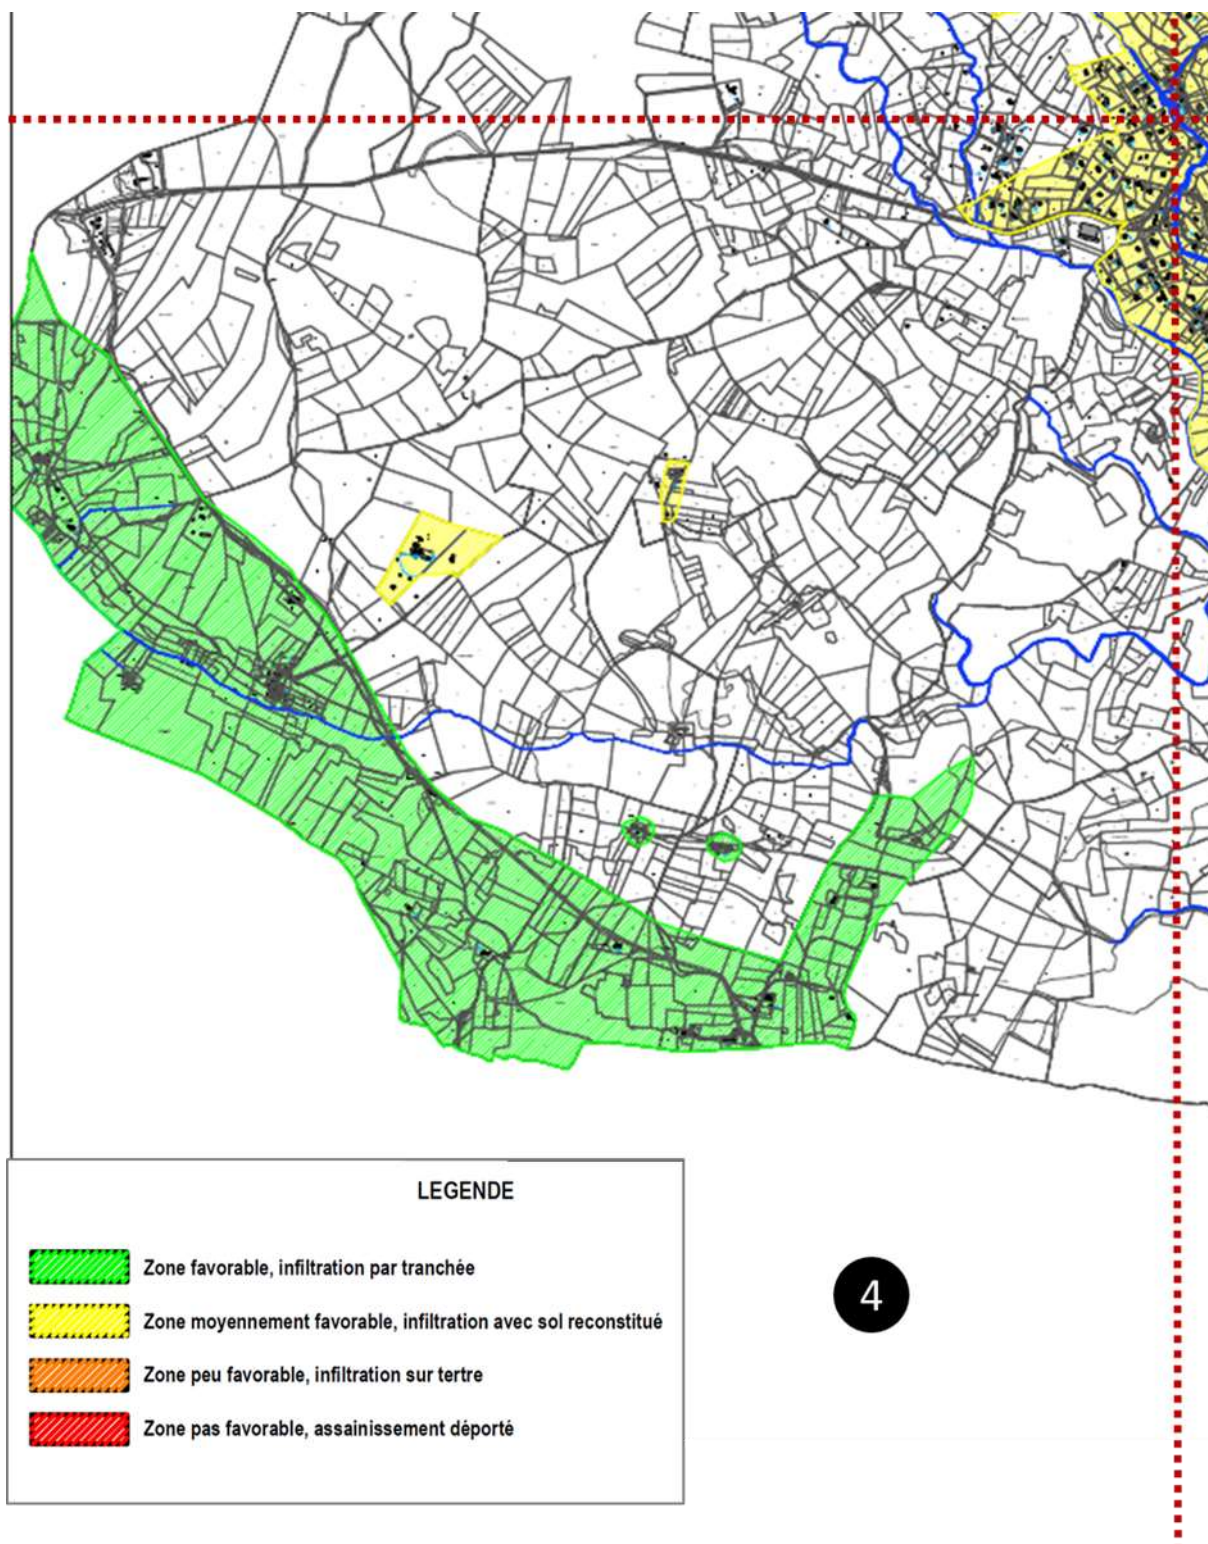 LEGENDE
Zone favorable, infiltration par tranchée
Zone moyennement favorable, infiltration avec sol reconstitué
Zone peu favorable, infiltration sur tertre
Zone pas favorable, assainissement déporté
4